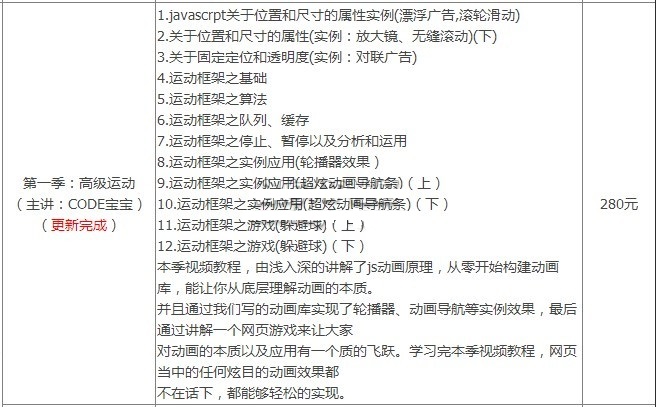 1.javascrpt关于位置和尺寸的属性实例(漂浮广告,滚轮滑动)
2.关于位置和尺寸的属性(实例：放大镜、无缝滚动)(下)
3.关于固定定位和透明度(实例：对联广告)
4.运动框架之基础
5.运动框架之算法
6.运动框架之队列、缓存
7.运动框架之停止、暂停以及分析和运用
8.运动框架之实例应用(轮播器效果)
9.运动框架之实例应用(超炫动画导航条)（上）
10.运动框架之实例应用(超炫动画导航条)（下）
11.运动框架之游戏(躲避球)（上）
12.运动框架之游戏(躲避球)（下）
本季视频教程，由浅入深的讲解了js动画原理，从零开始构建动画
库，能让你从底层理解动画的本质。
并且通过我们写的动画库实现了轮播器、动画导航等实例效果，最后
通过讲解一个网页游戏来让大家
对动画的本质以及应用有一个质的飞跃。学习完本季视频教程，网页
当中的任何炫目的动画效果都
不在话下，都能够轻松的实现。
第一季：高级运动
（主讲：CODE宝宝）
（更新完成）
280元